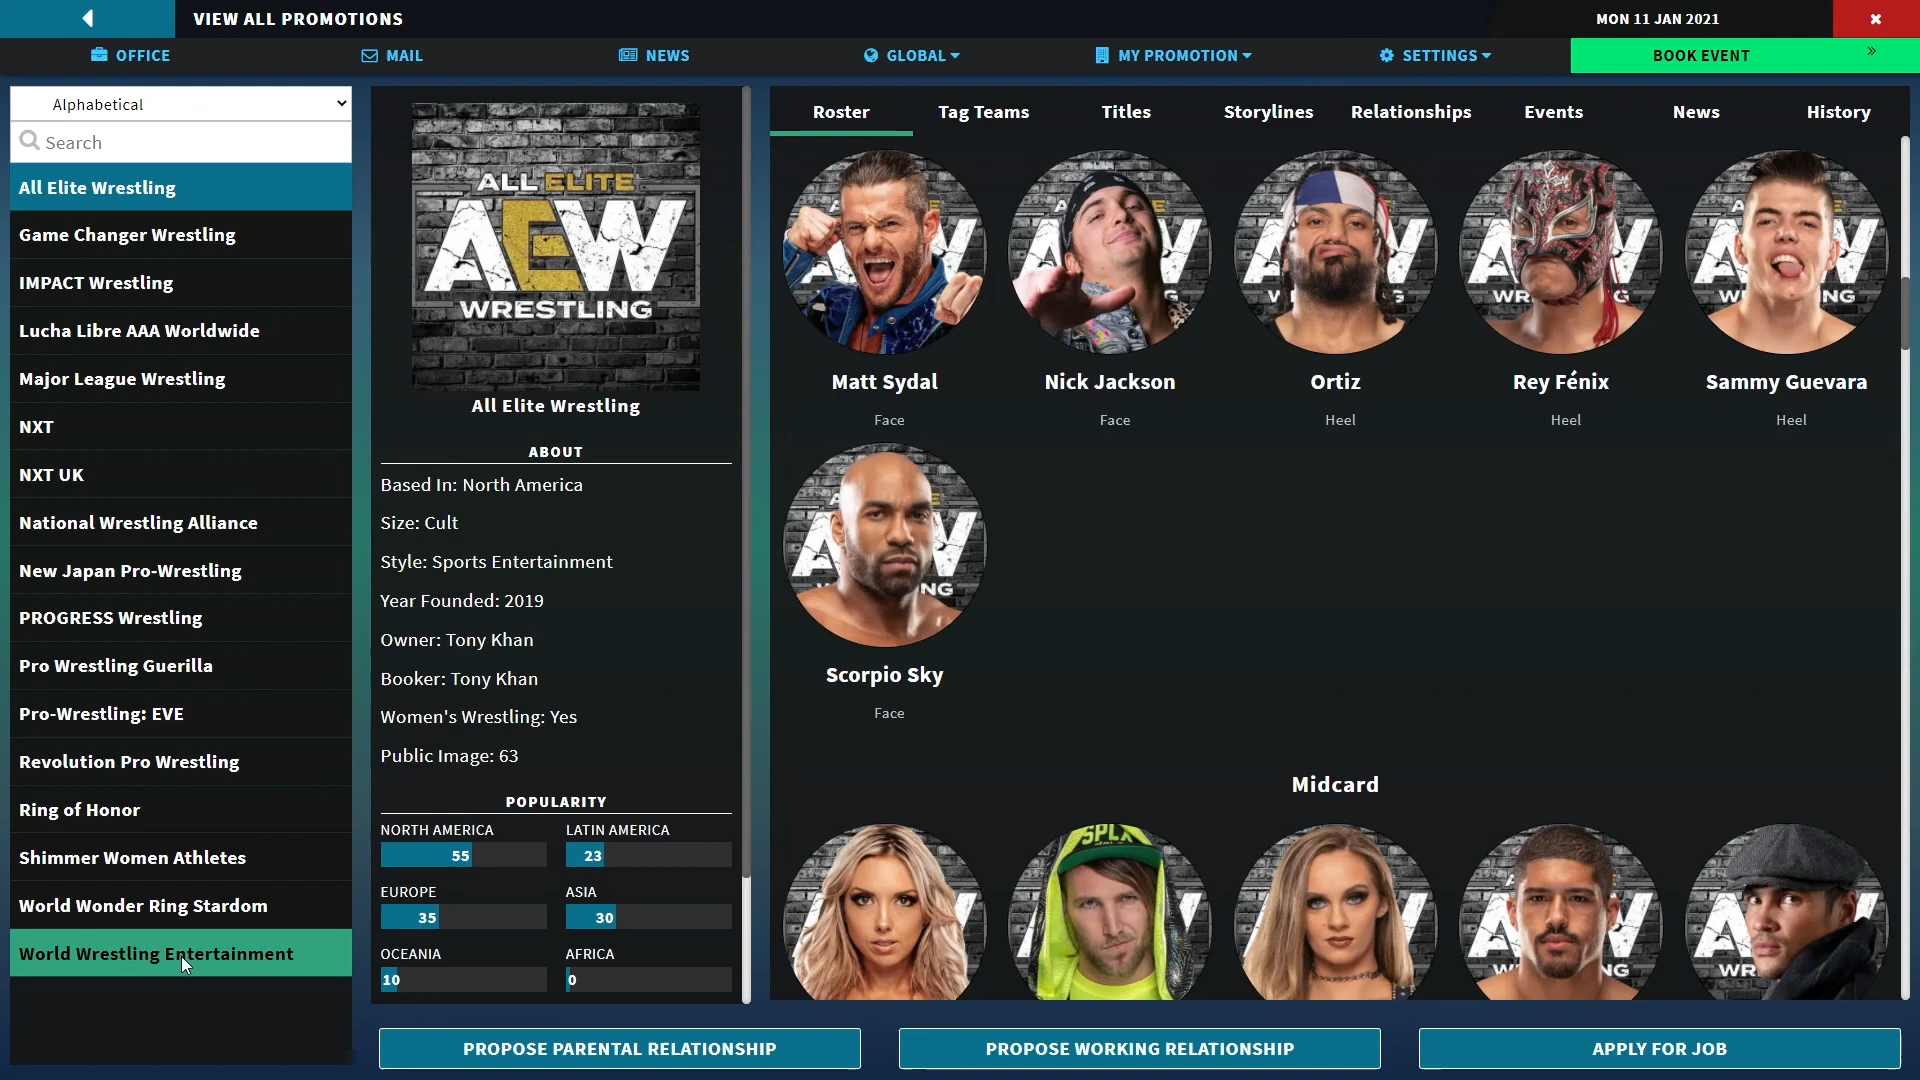 VIEW ALL PROMOTIONS
MON 11 JAN 2021
OFFICE
MAIL
NEWS
GLOBAL
MY PROMOTION
SETTINGS
BOOK EVENT
Alphabetical
Search
All Elite Wrestling
Game Changer Wrestling
IMPACT Wrestling
Lucha Libre AAA Worldwide
Major League Wrestling
NXT
NXT UK
National Wrestling Alliance
New Japan Pro-Wrestling
PROGRESS Wrestling
Pro Wrestling Guerilla
Pro-Wrestling: EVE
Revolution Pro Wrestling
Ring of Honor
Shimmer Women Athletes
World Wonder Ring Stardom
World Wrestling Entertainment
ALL ELITE
AEW
WRESTLING
All Elite Wrestling
ABOUT
Based In: North America
Size: Cult
Style: Sports Entertainment
Year Founded: 2019
Owner: Tony Khan
Booker: Tony Khan
Women's Wrestling: Yes
Public Image: 63
POPULARITY
NORTH AMERICA
55
LATIN AMERICA
23
EUROPE
35
ASIA
30
OCEANIA
10
AFRICA
0
Roster
Tag Teams
Titles
Storylines
Relationships
Events
News
History
Matt Sydal
Face
Nick Jackson
Face
Ortiz
Heel
Rey Fénix
Heel
Sammy Guevara
Heel
Scorpio Sky
Face
Midcard
SPLX
PROPOSE PARENTAL RELATIONSHIP
PROPOSE WORKING RELATIONSHIP
APPLY FOR JOB